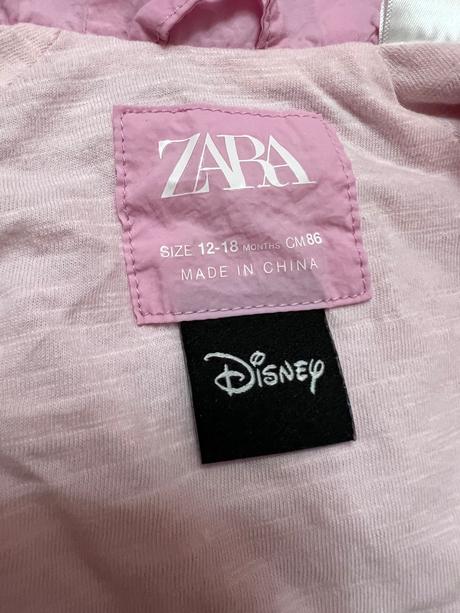 ZARA
SIZE 12-18 MONTHS CM86
MADE IN CHINA
Disney